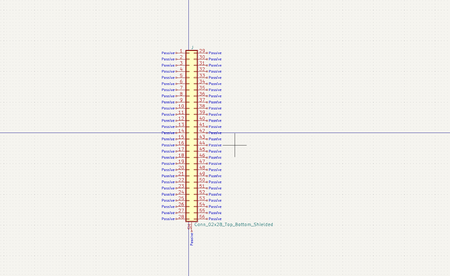 Passive 1 29 Passive
Passive 2 30 Passive
Passive 3 31 Passive
Passive 4 32 Passive
Passive 5 33 Passive
Passive 6 34 Passive
Passive 7 35 Passive
Passive 8 36 Passive
Passive 9 37 Passive
Passive 10 38 Passive
Passive 11 39 Passive
Passive 12 40 Passive
Passive 13 41 Passive
Passive 14 42 Passive
Passive 15 43 Passive
Passive 16 44 Passive
Passive 17 45 Passive
Passive 18 46 Passive
Passive 19 47 Passive
Passive 20 48 Passive
Passive 21 49 Passive
Passive 22 50 Passive
Passive 23 51 Passive
Passive 24 52 Passive
Passive 25 53 Passive
Passive 26 54 Passive
Passive 27 55 Passive
Passive 28 56 Passive
Conn_02x28_Top_Bottom_Shielded
Passive